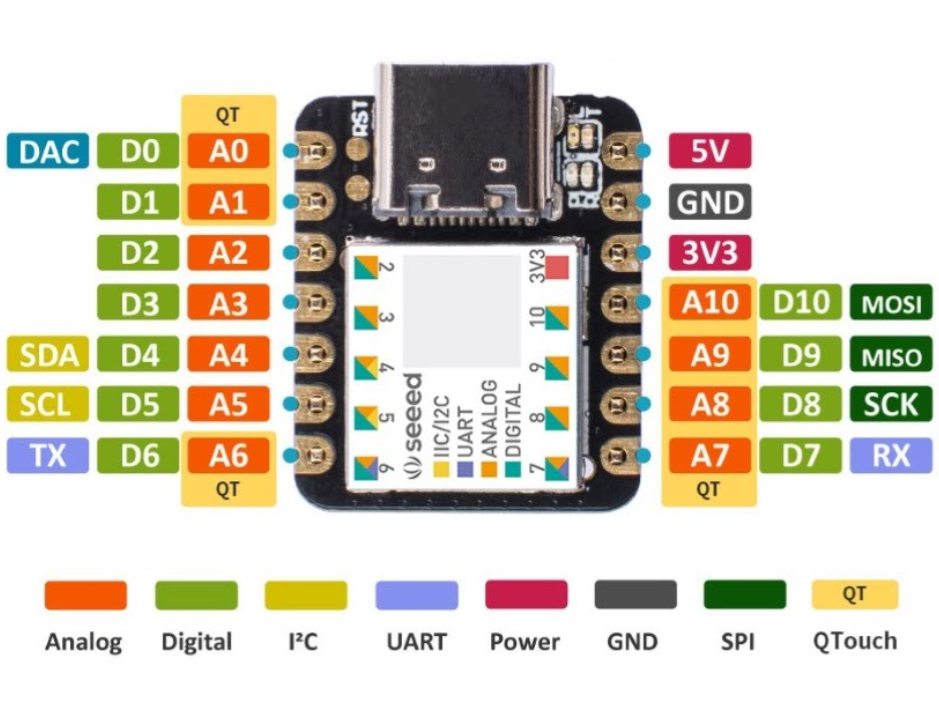 QT
DAC D0 A0 RST 5V
D1 A1 GND
D2 A2 2 3V3 3V3
D3 A3 3 10 A10 D10 MOSI
SDA D4 A4 4 9 A9 D9 MISO
SCL D5 A5 5 8 A8 D8 SCK
TX D6 A6 6 7 A7 D7 RX
QT QT
seeed
IIC/I2C
UART
ANALOG
DIGITAL
QT
Analog Digital I²C UART Power GND SPI QTouch